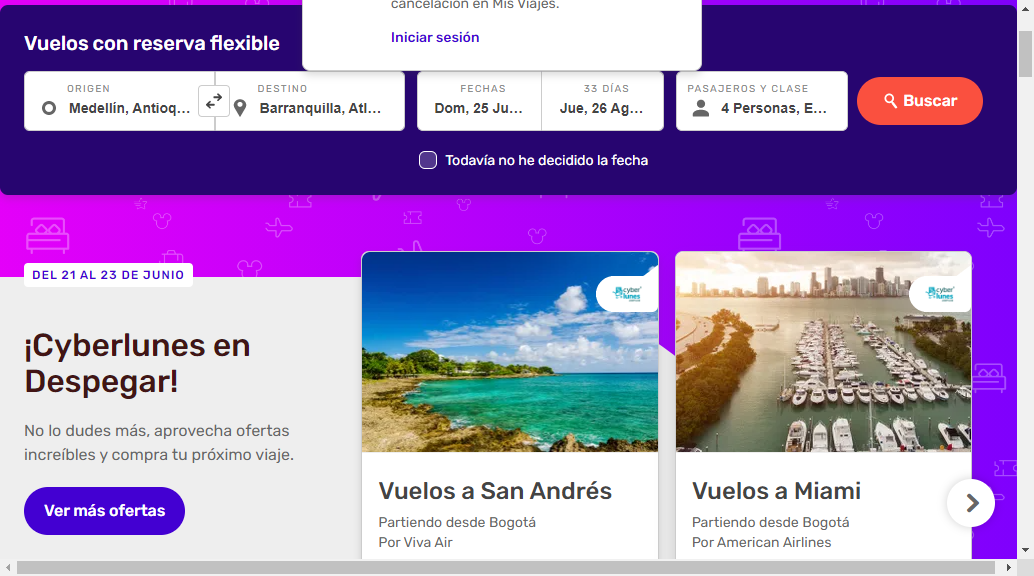 cancelación en Mis Viajes.
Iniciar sesión
Vuelos con reserva flexible
ORIGEN
Medellín, Antioq...
DESTINO
Barranquilla, Atl...
FECHAS
Dom, 25 Ju...
33 DÍAS
Jue, 26 Ag...
PASAJEROS Y CLASE
4 Personas, E...
Buscar
Todavía no he decidido la fecha
DEL 21 AL 23 DE JUNIO
¡Cyberlunes en
Despegar!
No lo dudes más, aprovecha ofertas
increíbles y compra tu próximo viaje.
Ver más ofertas
cyber
lunes
Vuelos a San Andrés
Partiendo desde Bogotá
Por Viva Air
cyber
lunes
Vuelos a Miami
Partiendo desde Bogotá
Por American Airlines